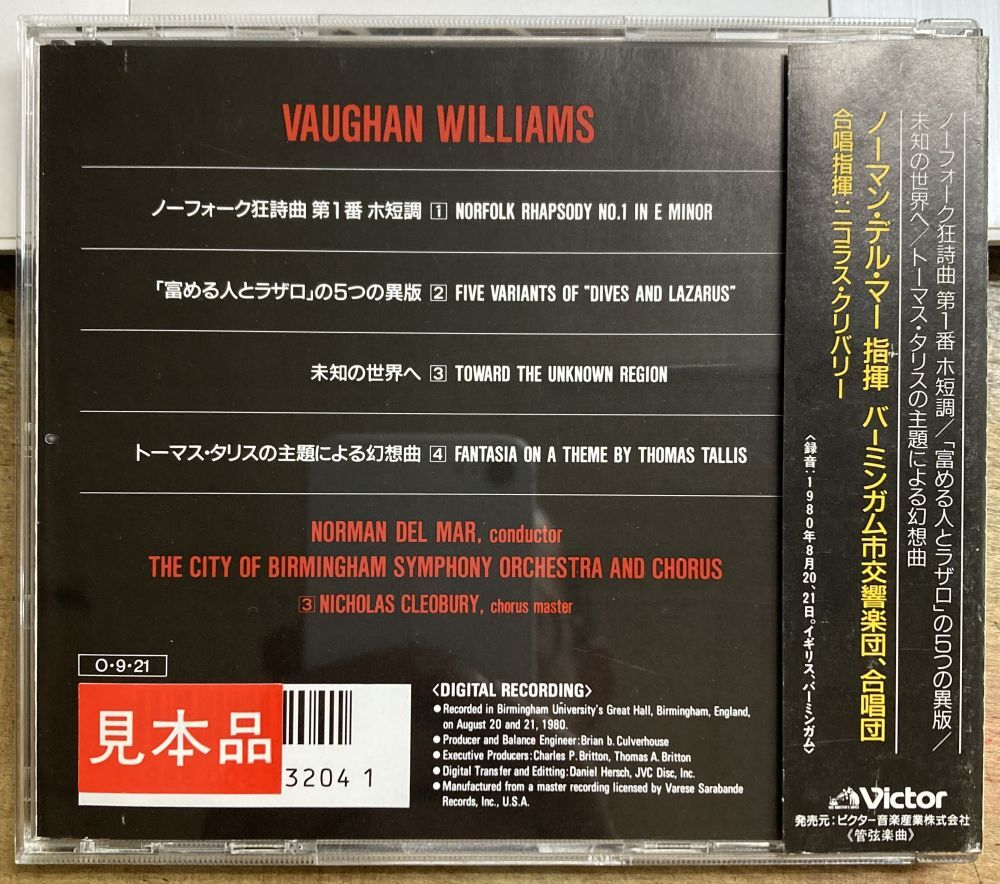 VAUGHAN WILLIAMS
ノーフォーク狂詩曲 第1番 ホ短調 1 NORFOLK RHAPSODY NO.1 IN E MINOR
「富める人とラザロ」の5つの異版 2 FIVE VARIANTS OF "DIVES AND LAZARUS"
未知の世界へ 3 TOWARD THE UNKNOWN REGION
トーマス・タリスの主題による幻想曲 4 FANTASIA ON A THEME BY THOMAS TALLIS
NORMAN DEL MAR, conductor
THE CITY OF BIRMINGHAM SYMPHONY ORCHESTRA AND CHORUS
3 NICHOLAS CLEOBURY, chorus master
O・9・21
見本品
32041
〈DIGITAL RECORDING〉
●Recorded in Birmingham University's Great Hall, Birmingham, England,
on August 20 and 21, 1980.
●Producer and Balance Engineer:Brian b. Culverhouse
●Executive Producers:Charles P. Britton, Thomas A. Britton
●Digital Transfer and Editting:Daniel Hersch, JVC Disc, Inc.
●Manufactured from a master recording licensed by Varese Sarabande
Records, Inc., U.S.A.
ノーフォーク狂詩曲 第1番 ホ短調/「富める人とラザロ」の5つの異版/
未知の世界へ/トーマス・タリスの主題による幻想曲
ノーマン・デル・マー 指揮 バーミンガム市交響楽団、合唱団
合唱指揮:ニコラス・クリバリー
〈録音:1980年8月20、21日。イギリス、バーミンガム〉
Victor
発売元:ビクター音楽産業株式会社
《管弦楽曲》